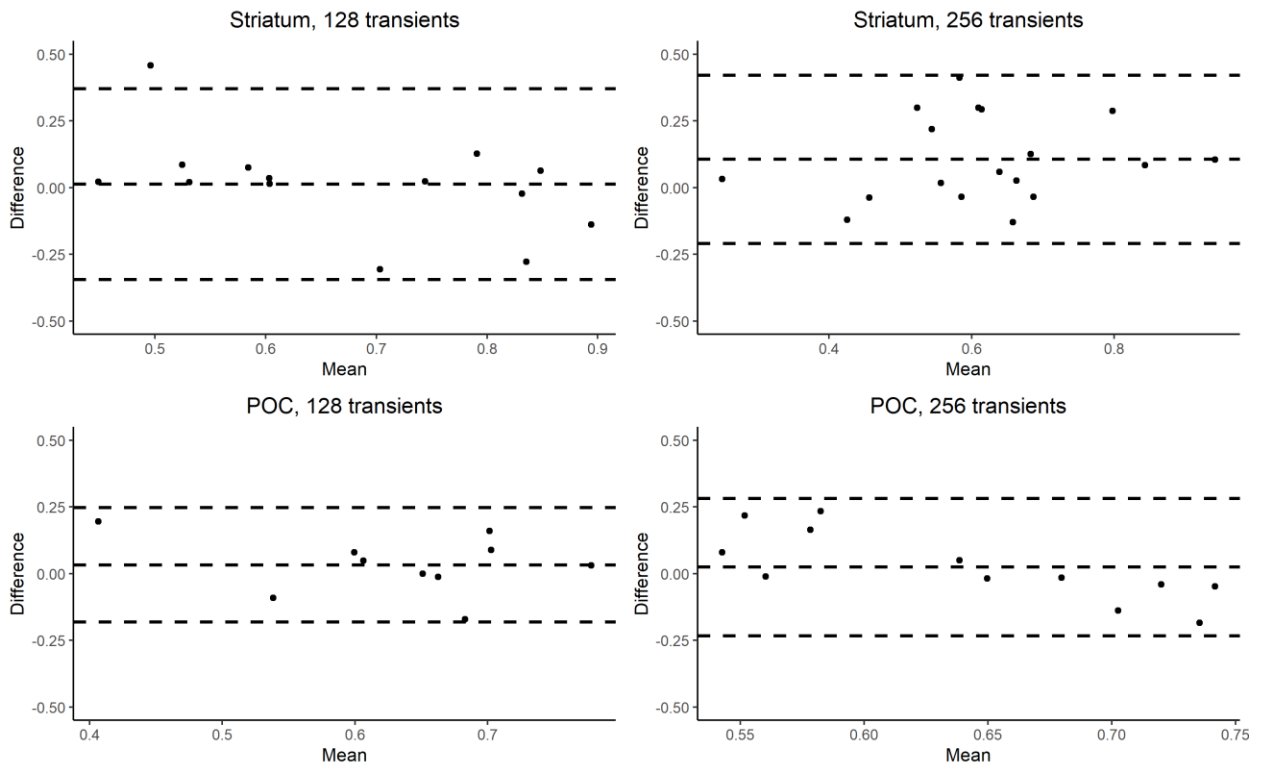 Striatum, 128 transients
0.50
0.25
0.00
-0.25
-0.50
Difference
0.5 0.6 0.7 0.8 0.9
Mean
Striatum, 256 transients
0.50
0.25
0.00
-0.25
-0.50
Difference
0.4 0.6 0.8
Mean
POC, 128 transients
0.50
0.25
0.00
-0.25
-0.50
Difference
0.4 0.5 0.6 0.7
Mean
POC, 256 transients
0.50
0.25
0.00
-0.25
-0.50
Difference
0.55 0.60 0.65 0.70 0.75
Mean